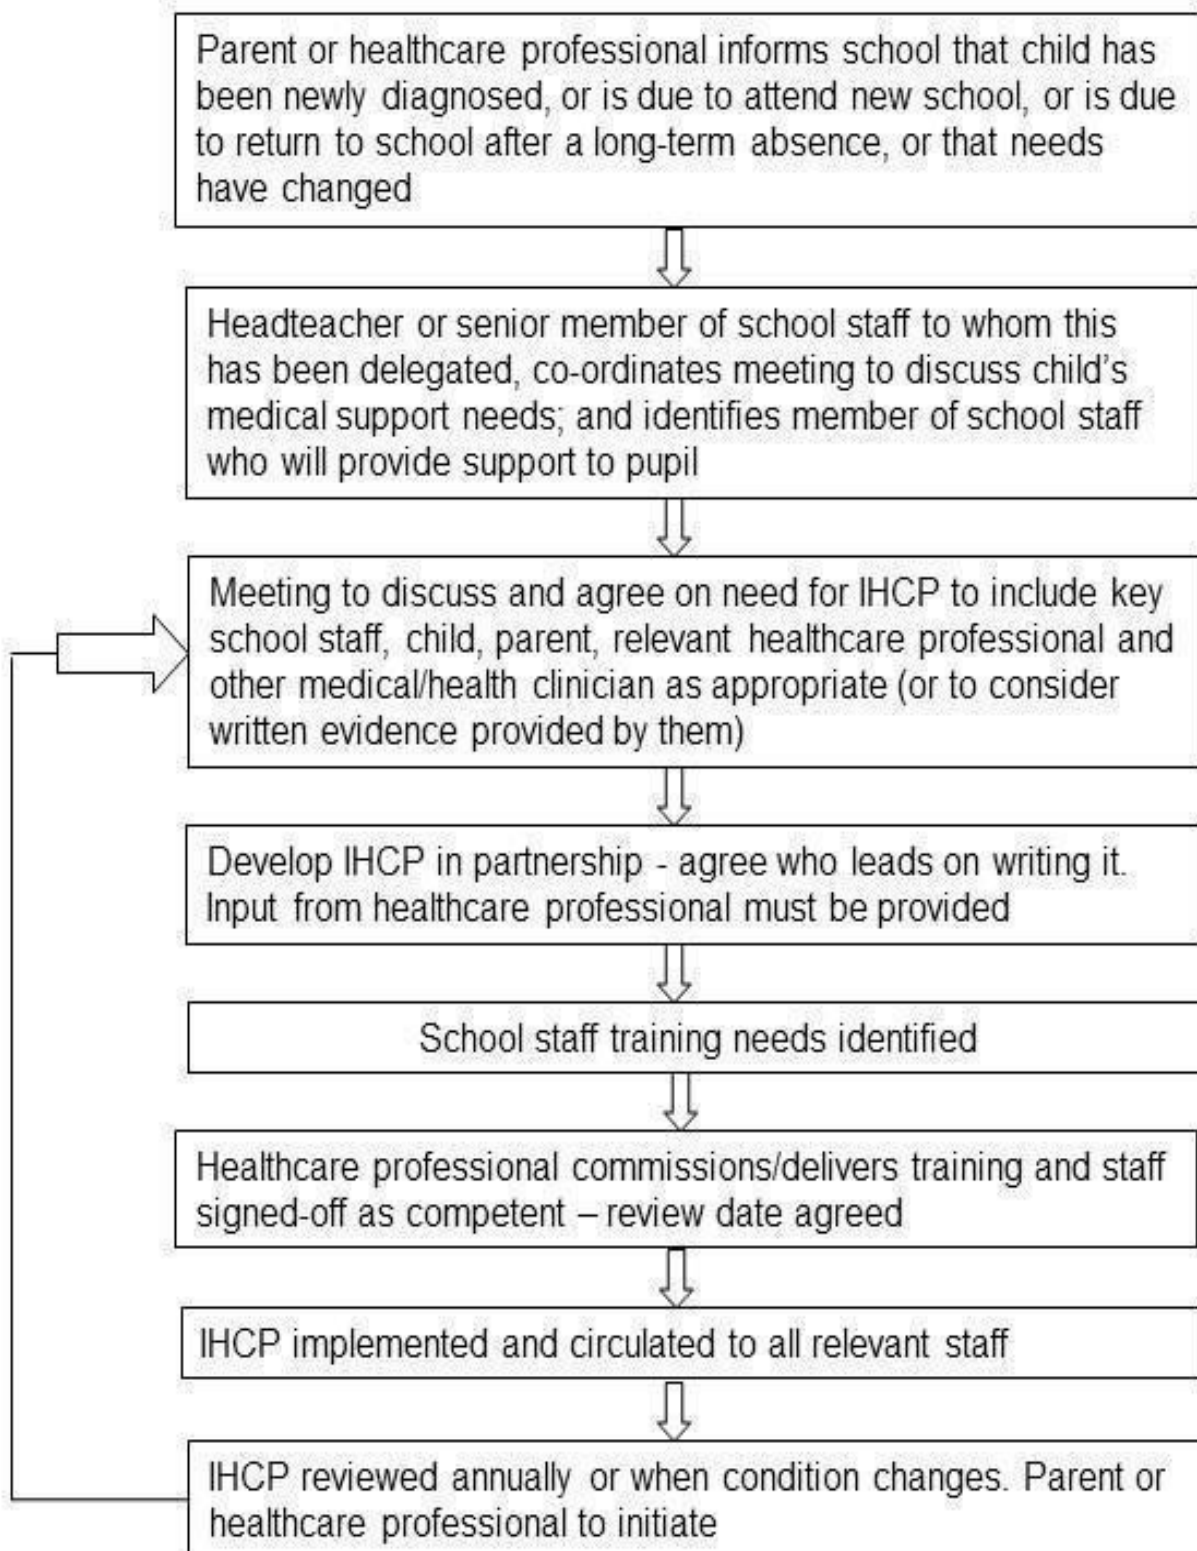 Parent or healthcare professional informs school that child has
been newly diagnosed, or is due to attend new school, or is due
to return to school after a long-term absence, or that needs
have changed
Headteacher or senior member of school staff to whom this
has been delegated, co-ordinates meeting to discuss child's
medical support needs; and identifies member of school staff
who will provide support to pupil
Meeting to discuss and agree on need for IHCP to include key
school staff, child, parent, relevant healthcare professional and
other medical/health clinician as appropriate (or to consider
written evidence provided by them)
Develop IHCP in partnership - agree who leads on writing it.
Input from healthcare professional must be provided
School staff training needs identified
Healthcare professional commissions/delivers training and staff
signed-off as competent – review date agreed
IHCP implemented and circulated to all relevant staff
IHCP reviewed annually or when condition changes. Parent or
healthcare professional to initiate